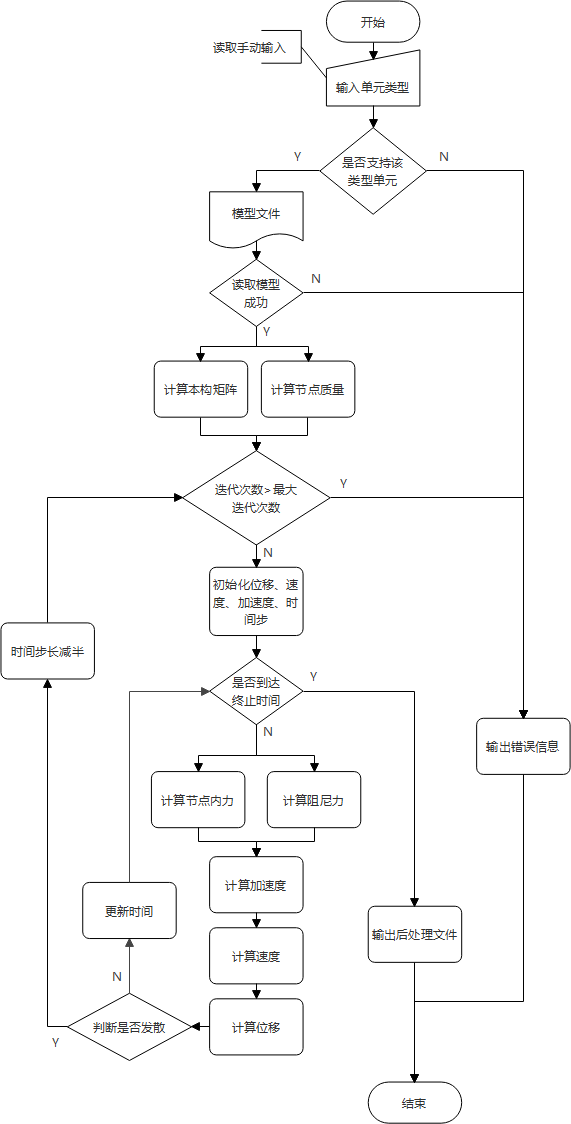 开始
读取手动输入
输入单元类型
Y
是否支持该
类型单元
N
模型文件
读取模型
成功
N
Y
计算本构矩阵
计算节点质量
迭代次数>最大
迭代次数
Y
N
初始化位移、速
度、加速度、时
间步
时间步长减半
是否到达
终止时间
Y
N
输出错误信息
计算节点内力
计算阻尼力
计算加速度
更新时间
输出后处理文件
计算速度
N
判断是否发散
计算位移
Y
结束